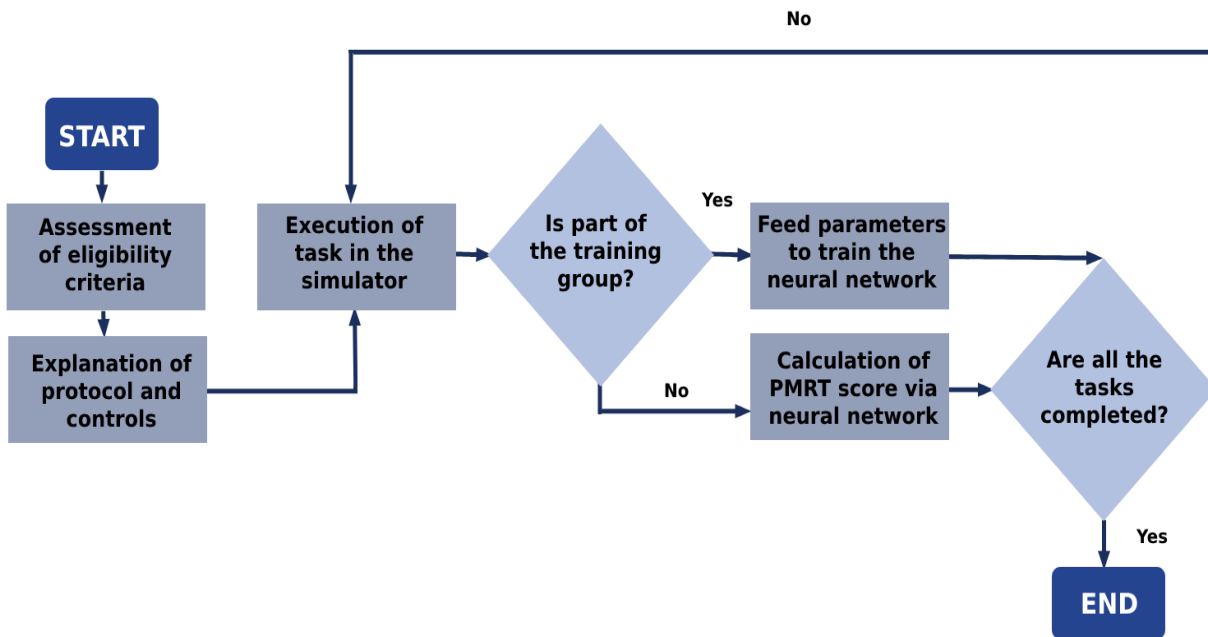 No
START
Assessment
of eligibility
criteria
Explanation of
protocol and
controls
Execution of
task in the
simulator
Is part of
the training
group?
Yes
Feed parameters
to train the
neural network
No
Calculation of
PMRT score via
neural network
Are all the
tasks
completed?
Yes
END